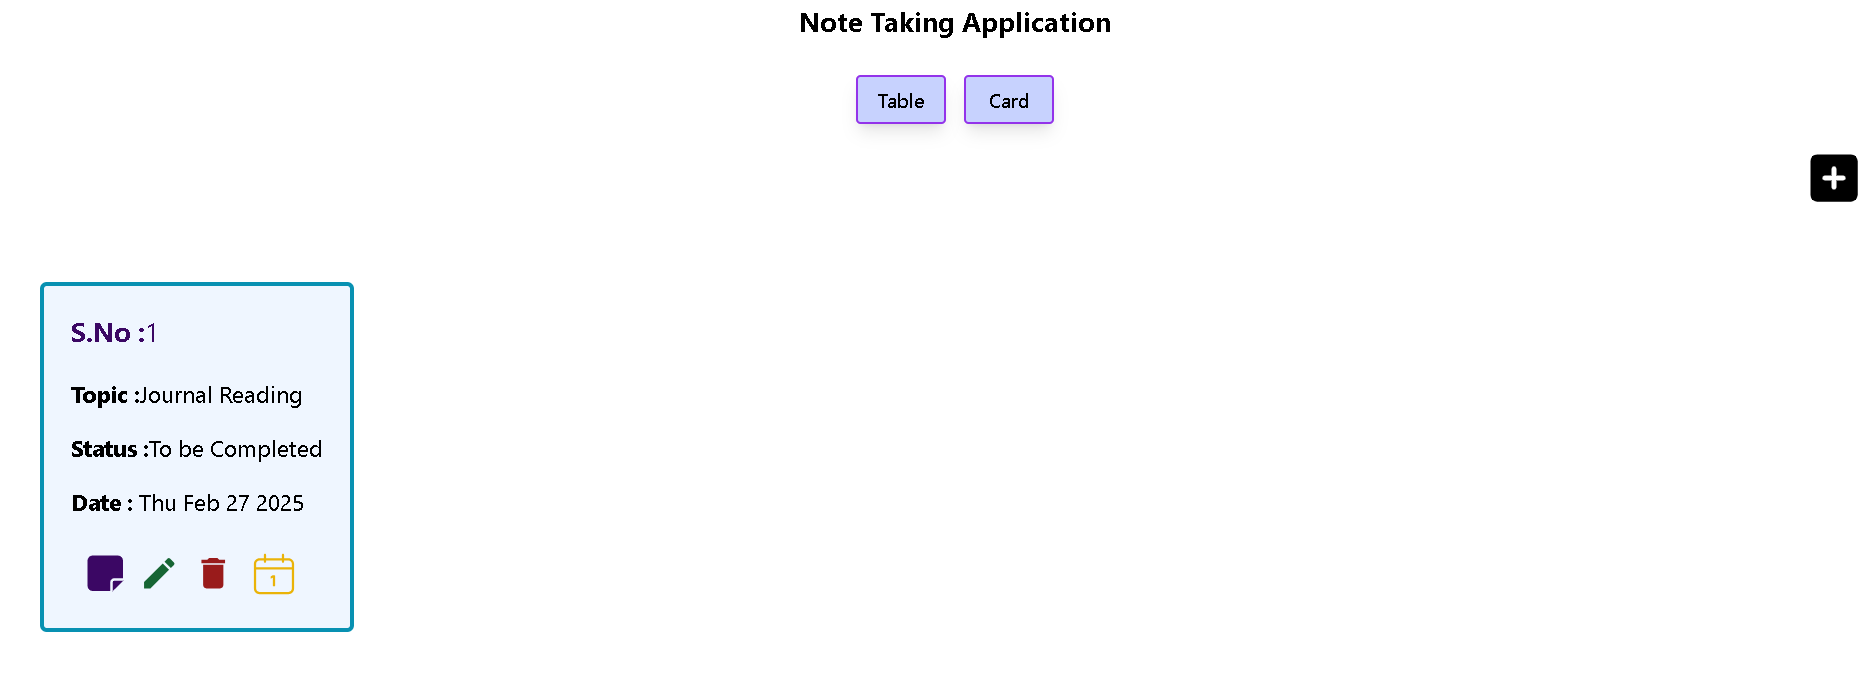 Note Taking Application
Table Card
S.No :1
Topic :Journal Reading
Status :To be Completed
Date : Thu Feb 27 2025
1